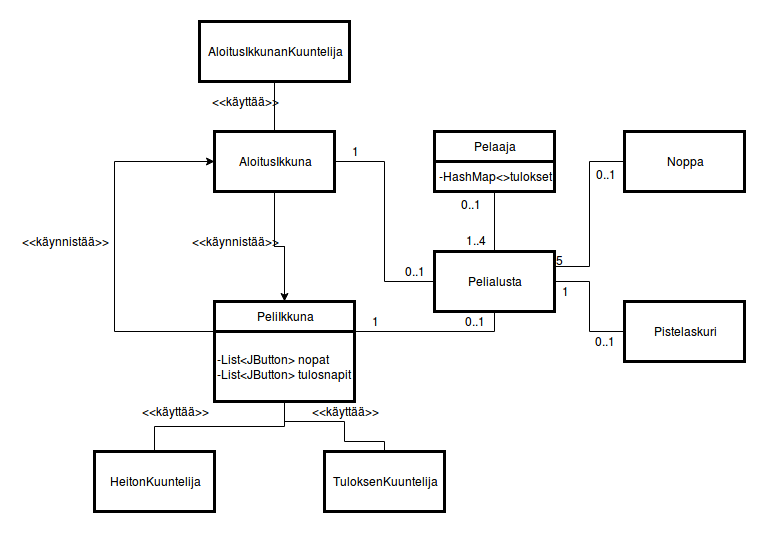 AloitusIkkunanKuuntelija
<<käyttää>>
AloitusIkkuna
1
Pelaaja
-HashMap<>tulokset
Noppa
0..1
0..1
<<käynnistää>>
<<käynnistää>>
1..4
5
0..1
Pelialusta
1
PeliIkkuna
1
0..1
0..1
Pistelaskuri
-List<JButton> nopat
-List<JButton> tulosnapit
<<käyttää>>
<<käyttää>>
HeitonKuuntelija
TuloksenKuuntelija